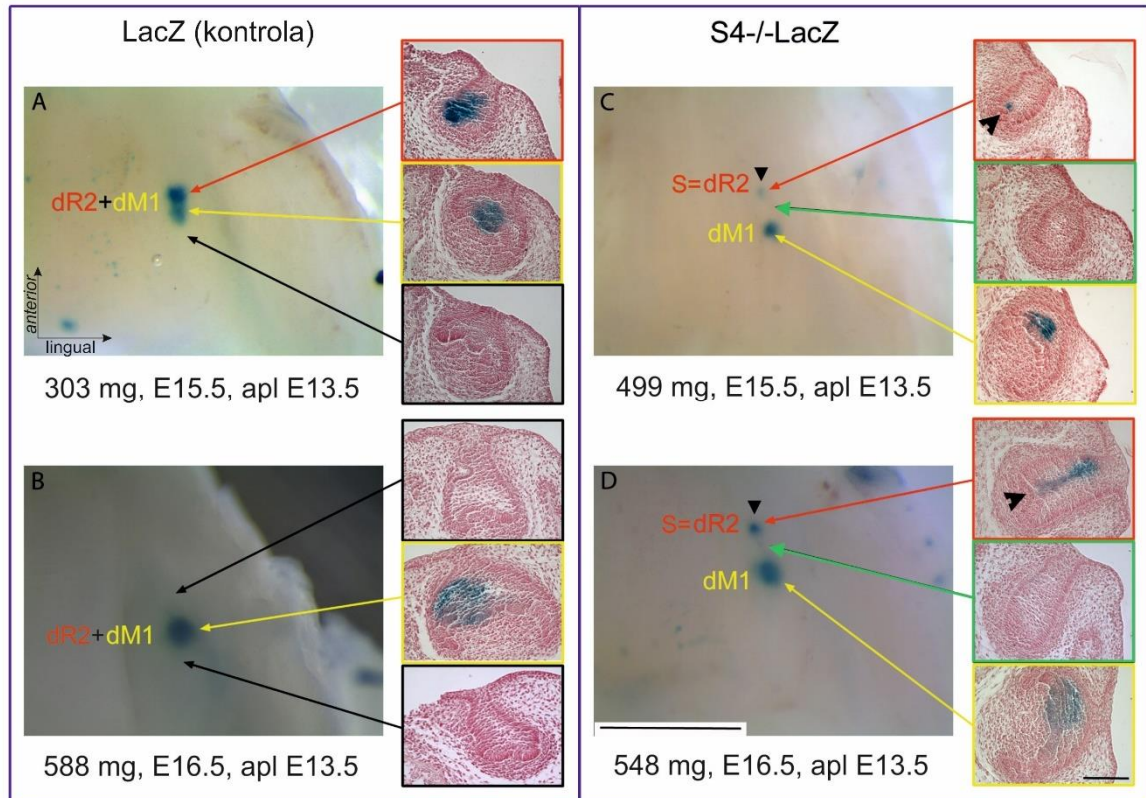 LacZ (kontrola)
A
dR2+dM1
anterior
lingual
303 mg, E15.5, apl E13.5
B
dR2+dM1
588 mg, E16.5, apl E13.5
S4-/-LacZ
C
S=dR2
dM1
499 mg, E15.5, apl E13.5
D
S=dR2
dM1
548 mg, E16.5, apl E13.5